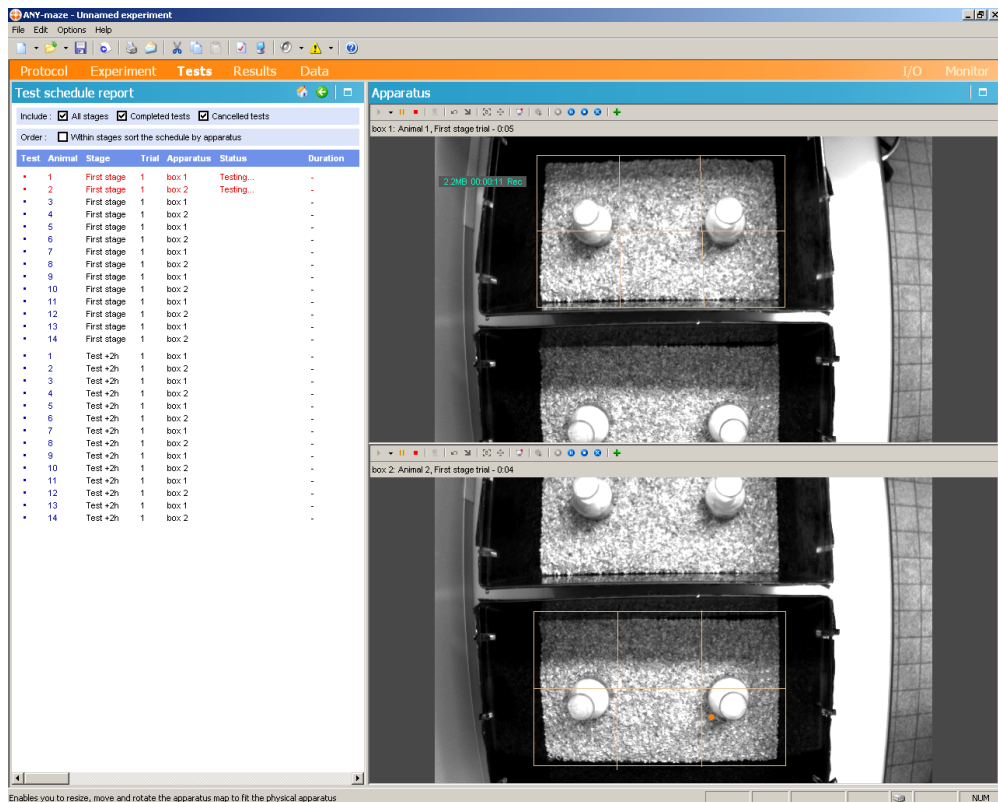 ANY-maze - Unnamed experiment
File Edit Options Help
Protocol Experiment Tests Results Data I/O Monitor
Test schedule report
Include : All stages Completed tests Cancelled tests
Order : Within stages sort the schedule by apparatus
Test Animal Stage Trial Apparatus Status Duration
1 First stage 1 box 1 Testing...
2 First stage 1 box 2 Testing...
3 First stage 1 box 1 -
4 First stage 1 box 2 -
5 First stage 1 box 1 -
6 First stage 1 box 2 -
7 First stage 1 box 1 -
8 First stage 1 box 2 -
9 First stage 1 box 1 -
10 First stage 1 box 2 -
11 First stage 1 box 1 -
12 First stage 1 box 2 -
13 First stage 1 box 1 -
14 First stage 1 box 2 -
1 Test +2h 1 box 1 -
2 Test +2h 1 box 2 -
3 Test +2h 1 box 1 -
4 Test +2h 1 box 2 -
5 Test +2h 1 box 1 -
6 Test +2h 1 box 2 -
7 Test +2h 1 box 1 -
8 Test +2h 1 box 2 -
9 Test +2h 1 box 1 -
10 Test +2h 1 box 2 -
11 Test +2h 1 box 1 -
12 Test +2h 1 box 2 -
13 Test +2h 1 box 1 -
14 Test +2h 1 box 2 -
Apparatus
box 1: Animal 1, First stage trial - 0:05
2.2MB 00:00:11 Rec
box 2: Animal 2, First stage trial - 0:04
Enables you to resize, move and rotate the apparatus map to fit the physical apparatus
NUM